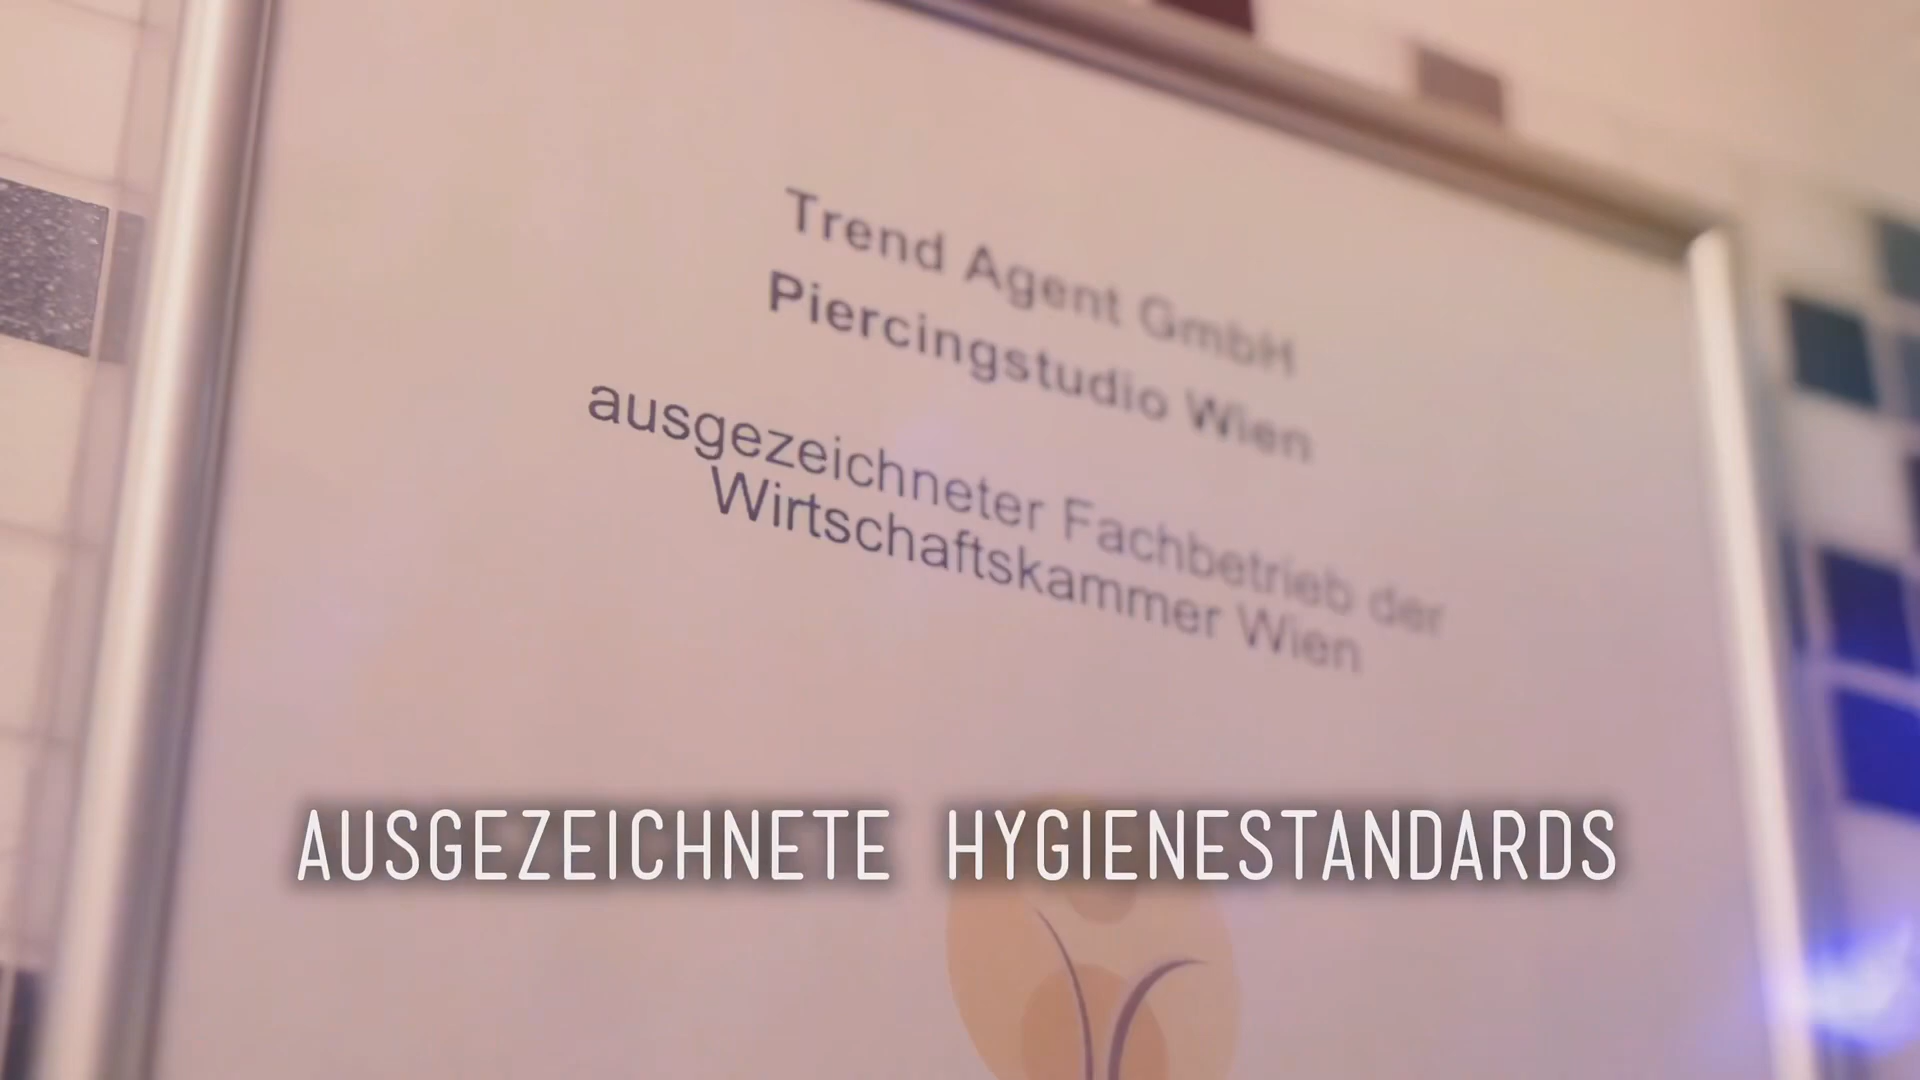 Trend Agent GmbH
Piercingstudio Wien
ausgezeichneter Fachbetrieb der
Wirtschaftskammer Wien
AUSGEZEICHNETE HYGIENESTANDARDS